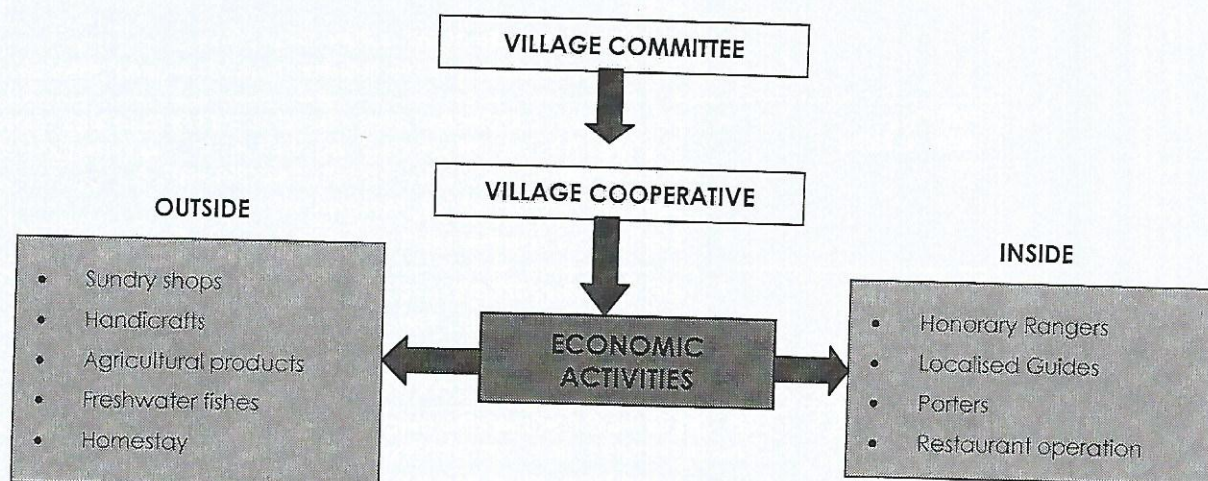 VILLAGE COMMITTEE
VILLAGE COOPERATIVE
OUTSIDE
• Sundry shops
• Handicrafts
• Agricultural products
• Freshwater fishes
• Homestay
ECONOMIC
ACTIVITIES
INSIDE
• Honorary Rangers
• Localised Guides
• Porters
• Restaurant operation